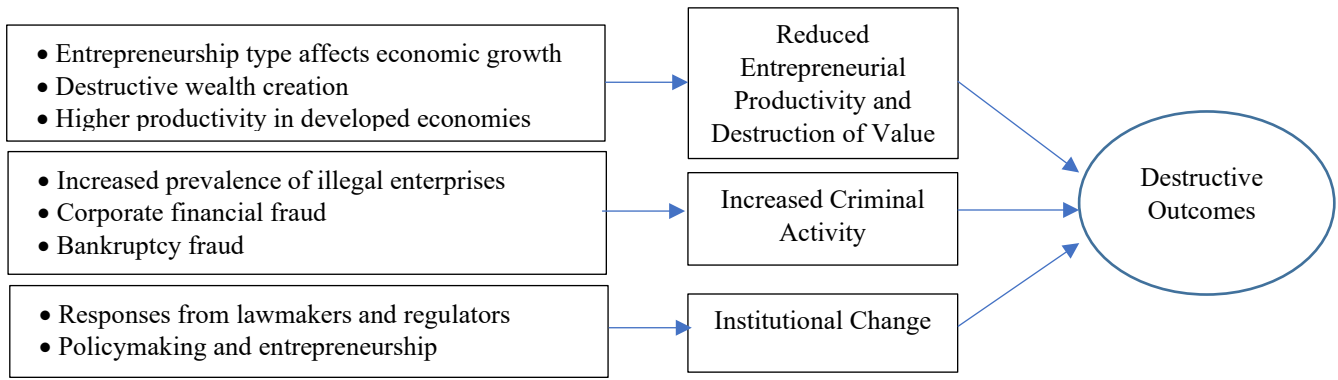 • Entrepreneurship type affects economic growth
• Destructive wealth creation
• Higher productivity in developed economies
Reduced
Entrepreneurial
Productivity and
Destruction of Value
• Increased prevalence of illegal enterprises
• Corporate financial fraud
• Bankruptcy fraud
Increased Criminal
Activity
• Responses from lawmakers and regulators
• Policymaking and entrepreneurship
Institutional Change
Destructive
Outcomes